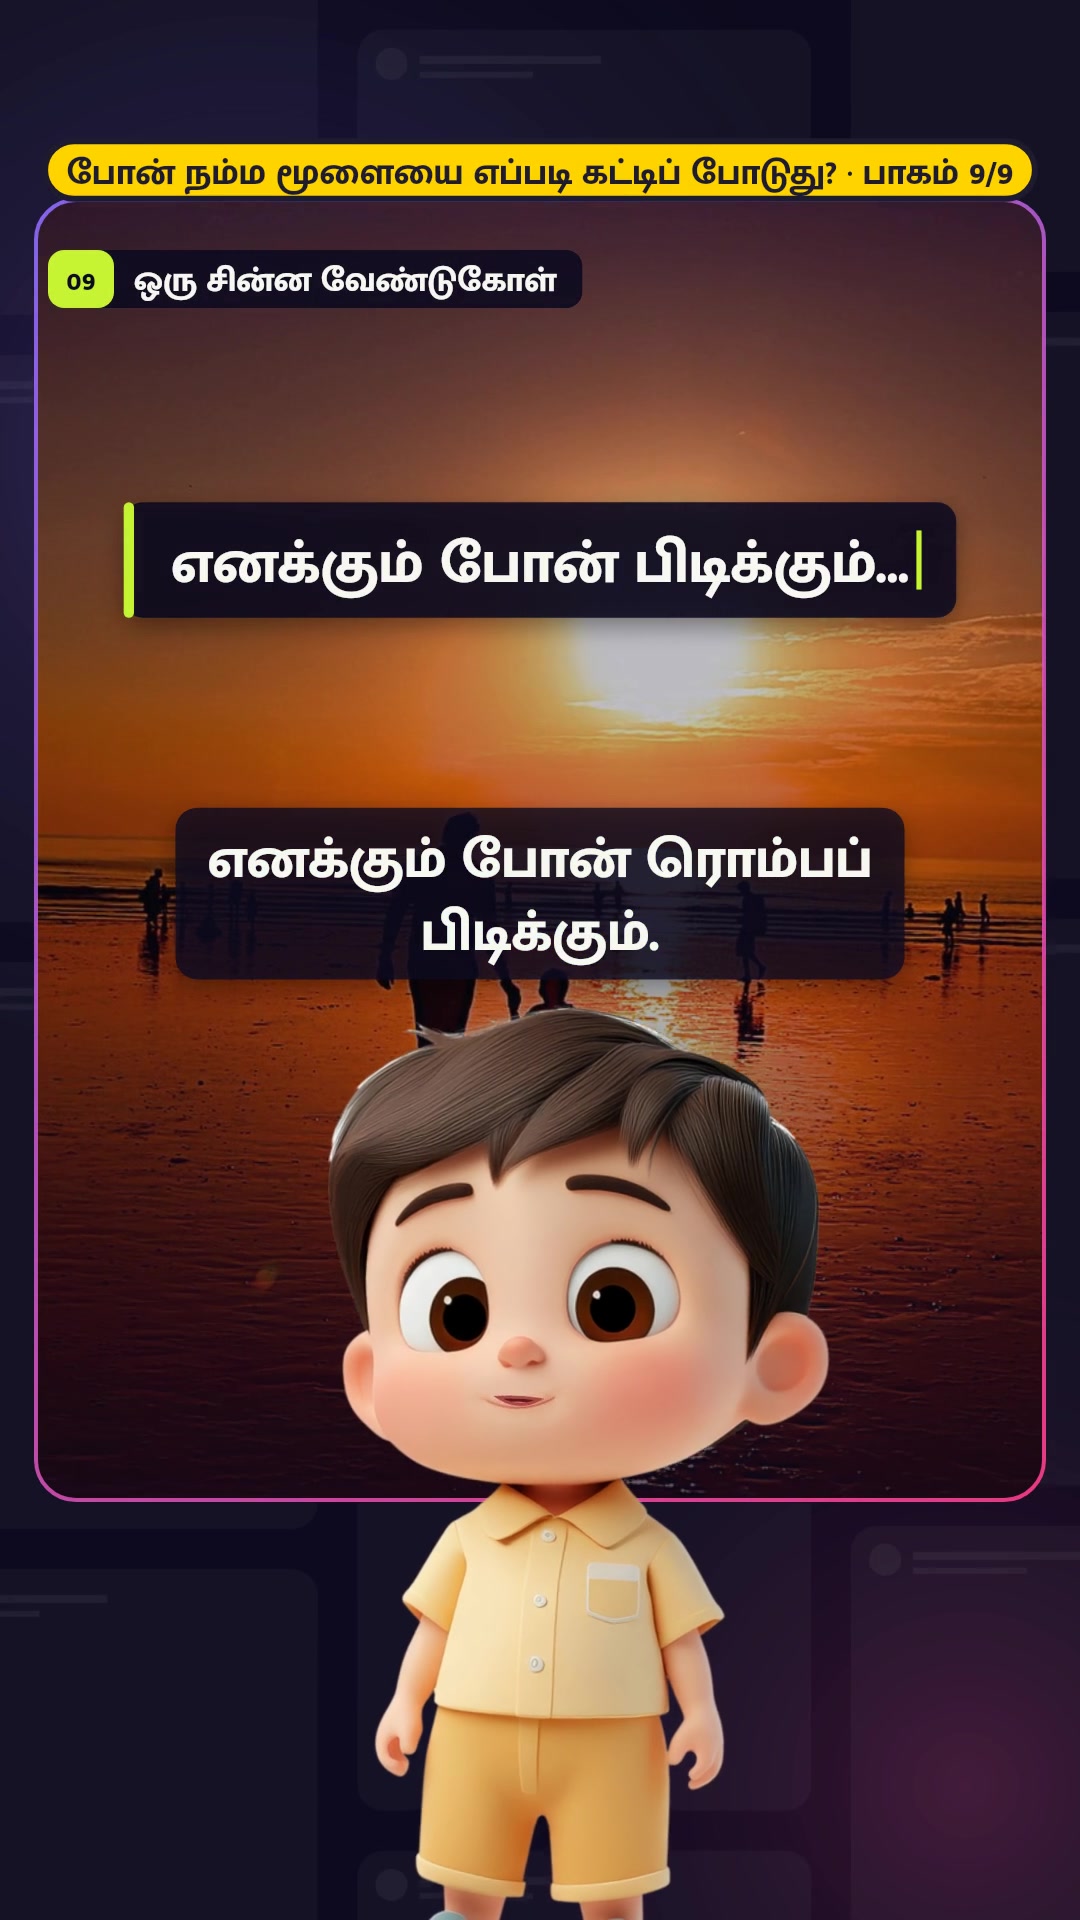 போன் நம்ம மூளையை எப்படி கட்டிப் போடுது? · பாகம் 9/9
09 ஒரு சின்ன வேண்டுகோள்
எனக்கும் போன் பிடிக்கும்...
எனக்கும் போன் ரொம்பப்
பிடிக்கும்.